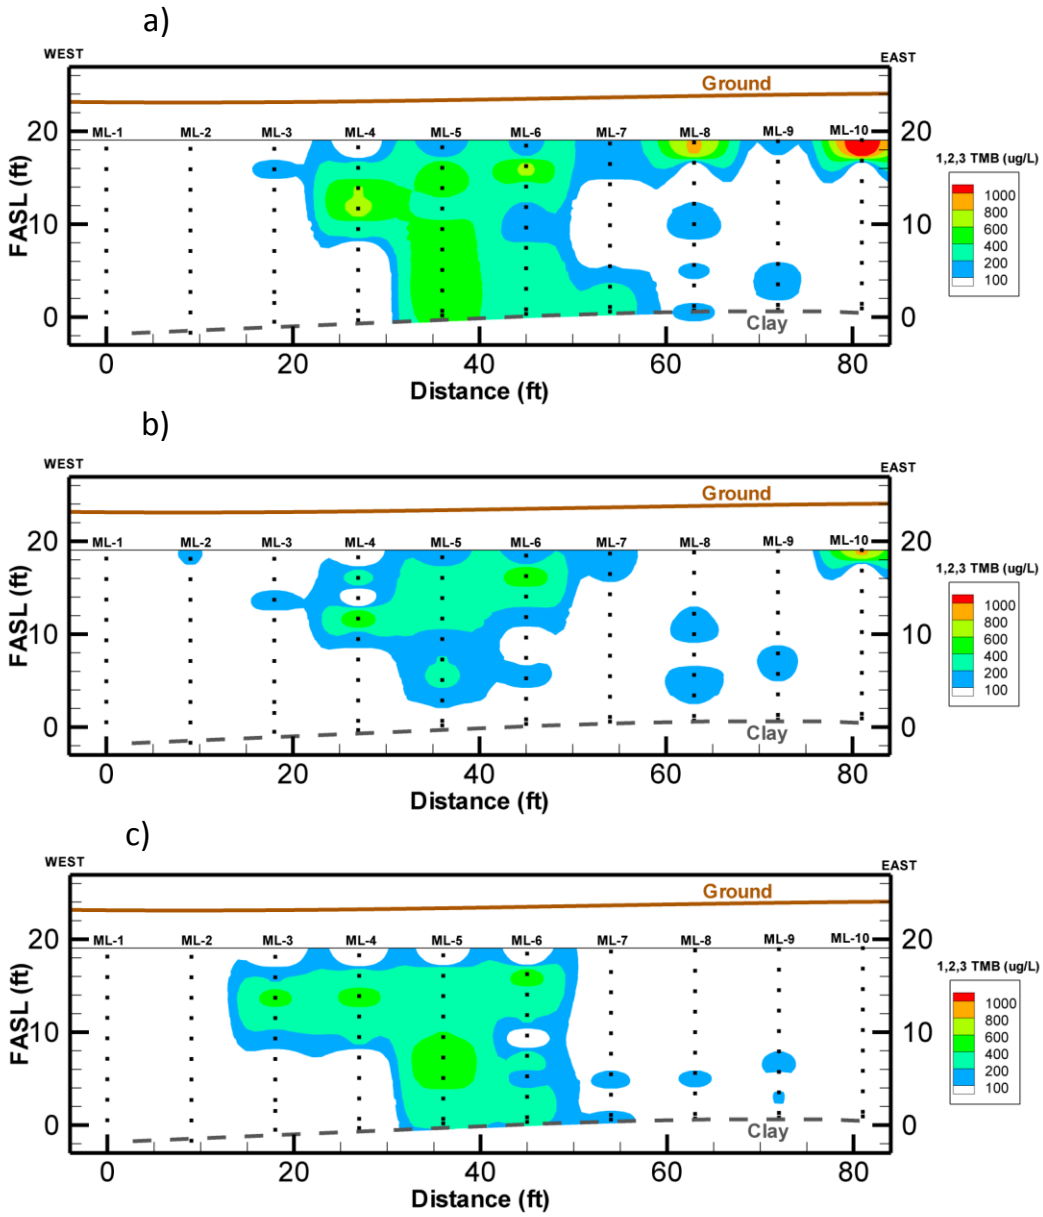 a)
WEST
EAST
Ground
ML-1 ML-2 ML-3 ML-4 ML-5 ML-6 ML-7 ML-8 ML-9 ML-10
20 20
10 10
0 0
FASL (ft)
Clay
0 20 40 60 80
Distance (ft)
1,2,3 TMB (ug/L)
1000
800
600
400
200
100
b)
WEST
EAST
Ground
ML-1 ML-2 ML-3 ML-4 ML-5 ML-6 ML-7 ML-8 ML-9 ML-10
20 20
10 10
0 0
FASL (ft)
Clay
0 20 40 60 80
Distance (ft)
1,2,3 TMB (ug/L)
1000
800
600
400
200
100
c)
WEST
EAST
Ground
ML-1 ML-2 ML-3 ML-4 ML-5 ML-6 ML-7 ML-8 ML-9 ML-10
20 20
10 10
0 0
FASL (ft)
Clay
0 20 40 60 80
Distance (ft)
1,2,3 TMB (ug/L)
1000
800
600
400
200
100